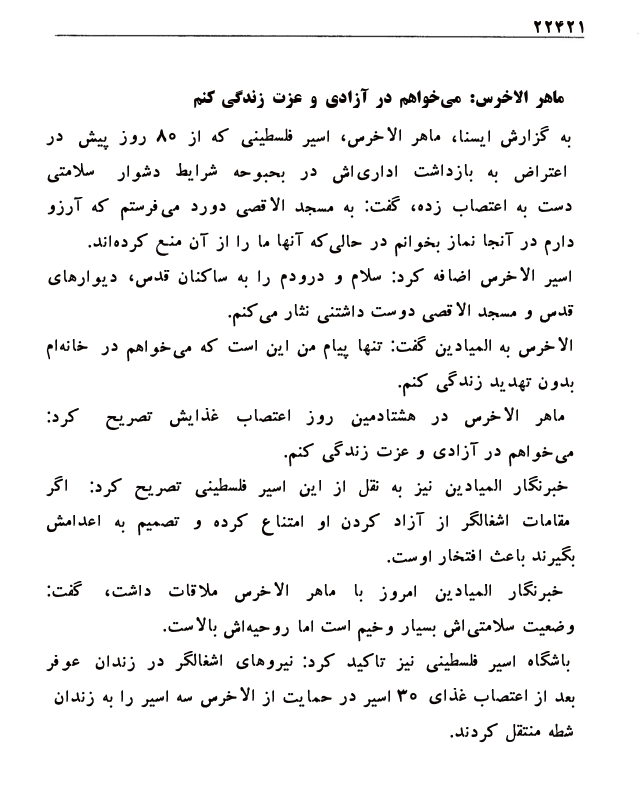 ۲۲۴۲۱
ماهر الاخرس: می‌خواهم در آزادی و عزت زندگی کنم
به گزارش ایسنا، ماهر الاخرس، اسیر فلسطینی که از ۸۰ روز پیش در
اعتراض به بازداشت اداری‌اش در بحبوحه شرایط دشوار سلامتی
دست به اعتصاب زده، گفت: به مسجد الاقصی دورد می‌فرستم که آرزو
دارم در آنجا نماز بخوانم در حالی‌که آنها ما را از آن منع کرده‌اند.
اسیر الاخرس اضافه کرد: سلام و درودم را به ساکنان قدس، دیوارهای
قدس و مسجد الاقصی دوست داشتنی نثار می‌کنم.
الاخرس به المیادین گفت: تنها پیام من این است که می‌خواهم در خانه‌ام
بدون تهدید زندگی کنم.
ماهر الاخرس در هشتادمین روز اعتصاب غذایش تصریح کرد:
می‌خواهم در آزادی و عزت زندگی کنم.
خبرنگار المیادین نیز به نقل از این اسیر فلسطینی تصریح کرد: اگر
مقامات اشغالگر از آزاد کردن او امتناع کرده و تصمیم به اعدامش
بگیرند باعث افتخار اوست.
خبرنگار المیادین امروز با ماهر الاخرس ملاقات داشت، گفت:
وضعیت سلامتی‌اش بسیار وخیم است اما روحیه‌اش بالاست.
باشگاه اسیر فلسطینی نیز تاکید کرد: نیروهای اشغالگر در زندان عوفر
بعد از اعتصاب غذای ۳۰ اسیر در حمایت از الاخرس سه اسیر را به زندان
شطه منتقل کردند.